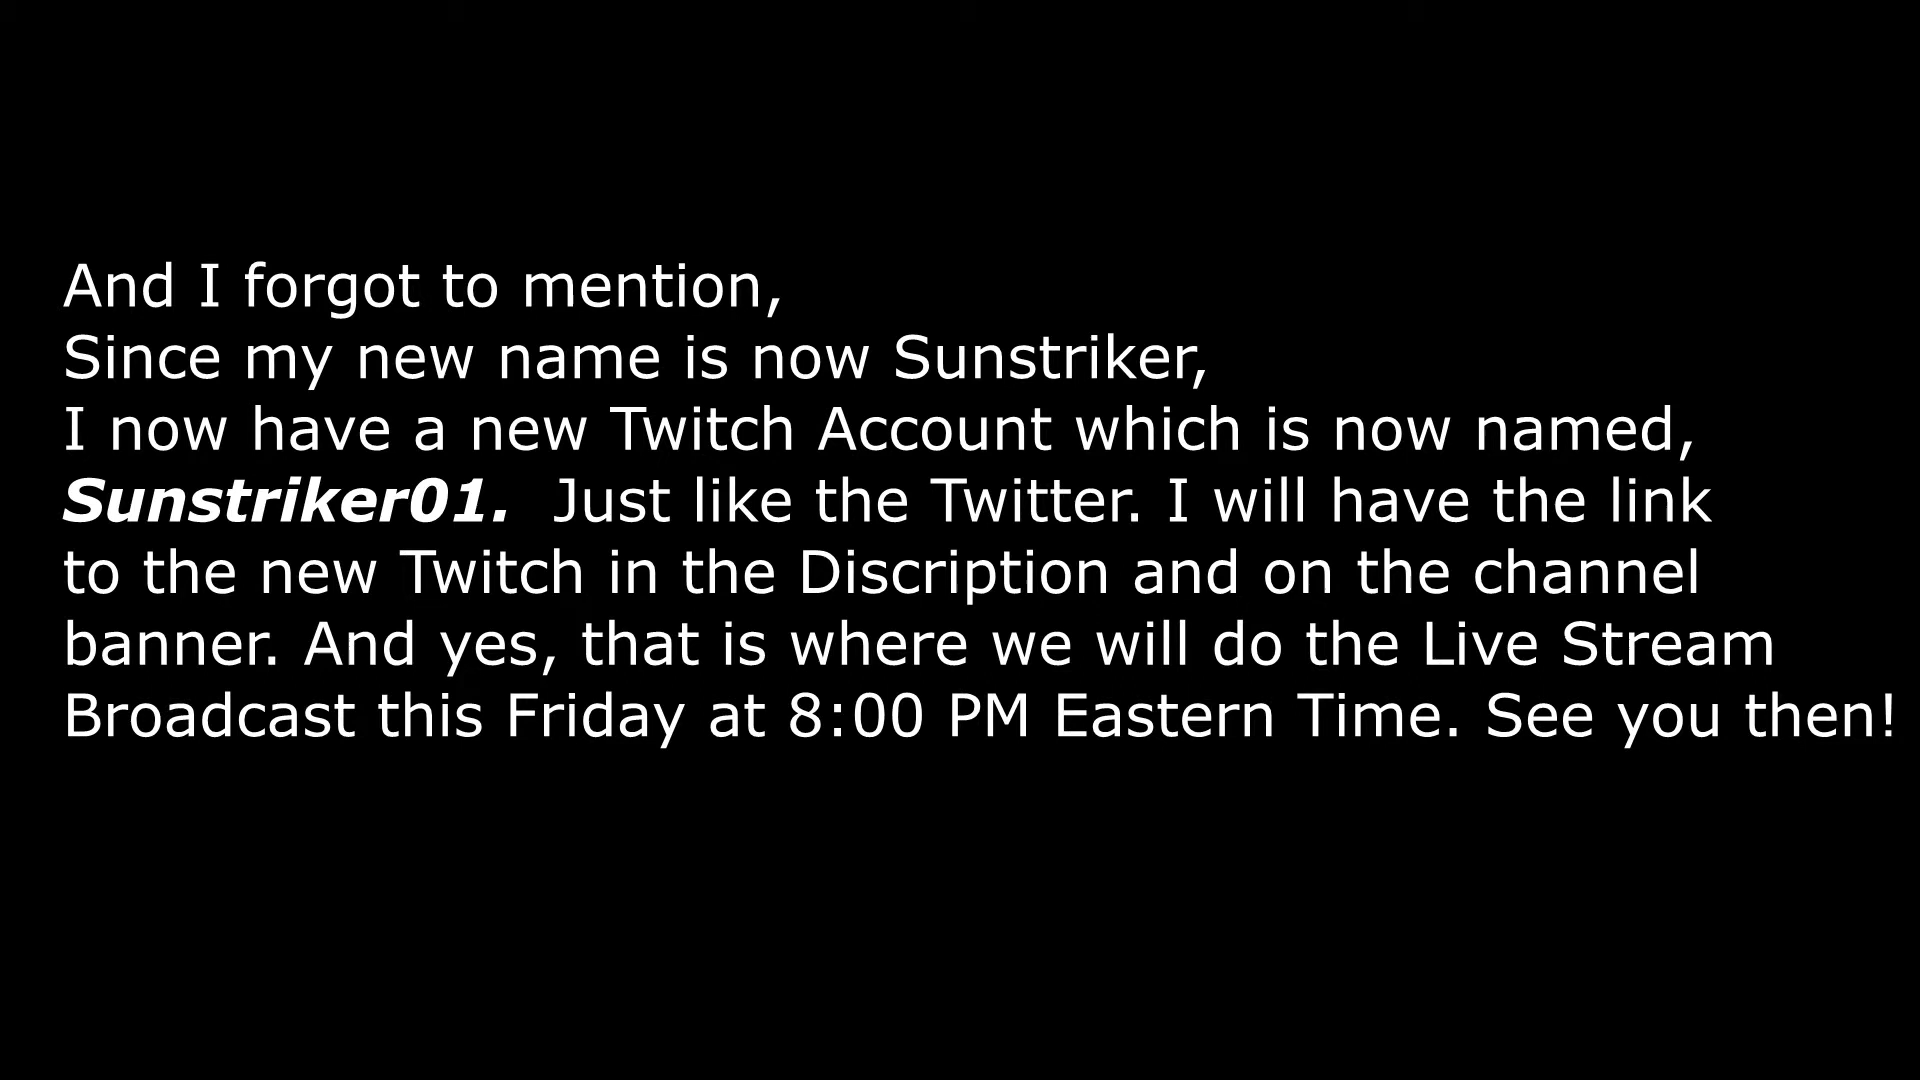 And I forgot to mention,
Since my new name is now Sunstriker,
I now have a new Twitch Account which is now named,
Sunstriker01.  Just like the Twitter. I will have the link
to the new Twitch in the Discription and on the channel
banner. And yes, that is where we will do the Live Stream
Broadcast this Friday at 8:00 PM Eastern Time. See you then!